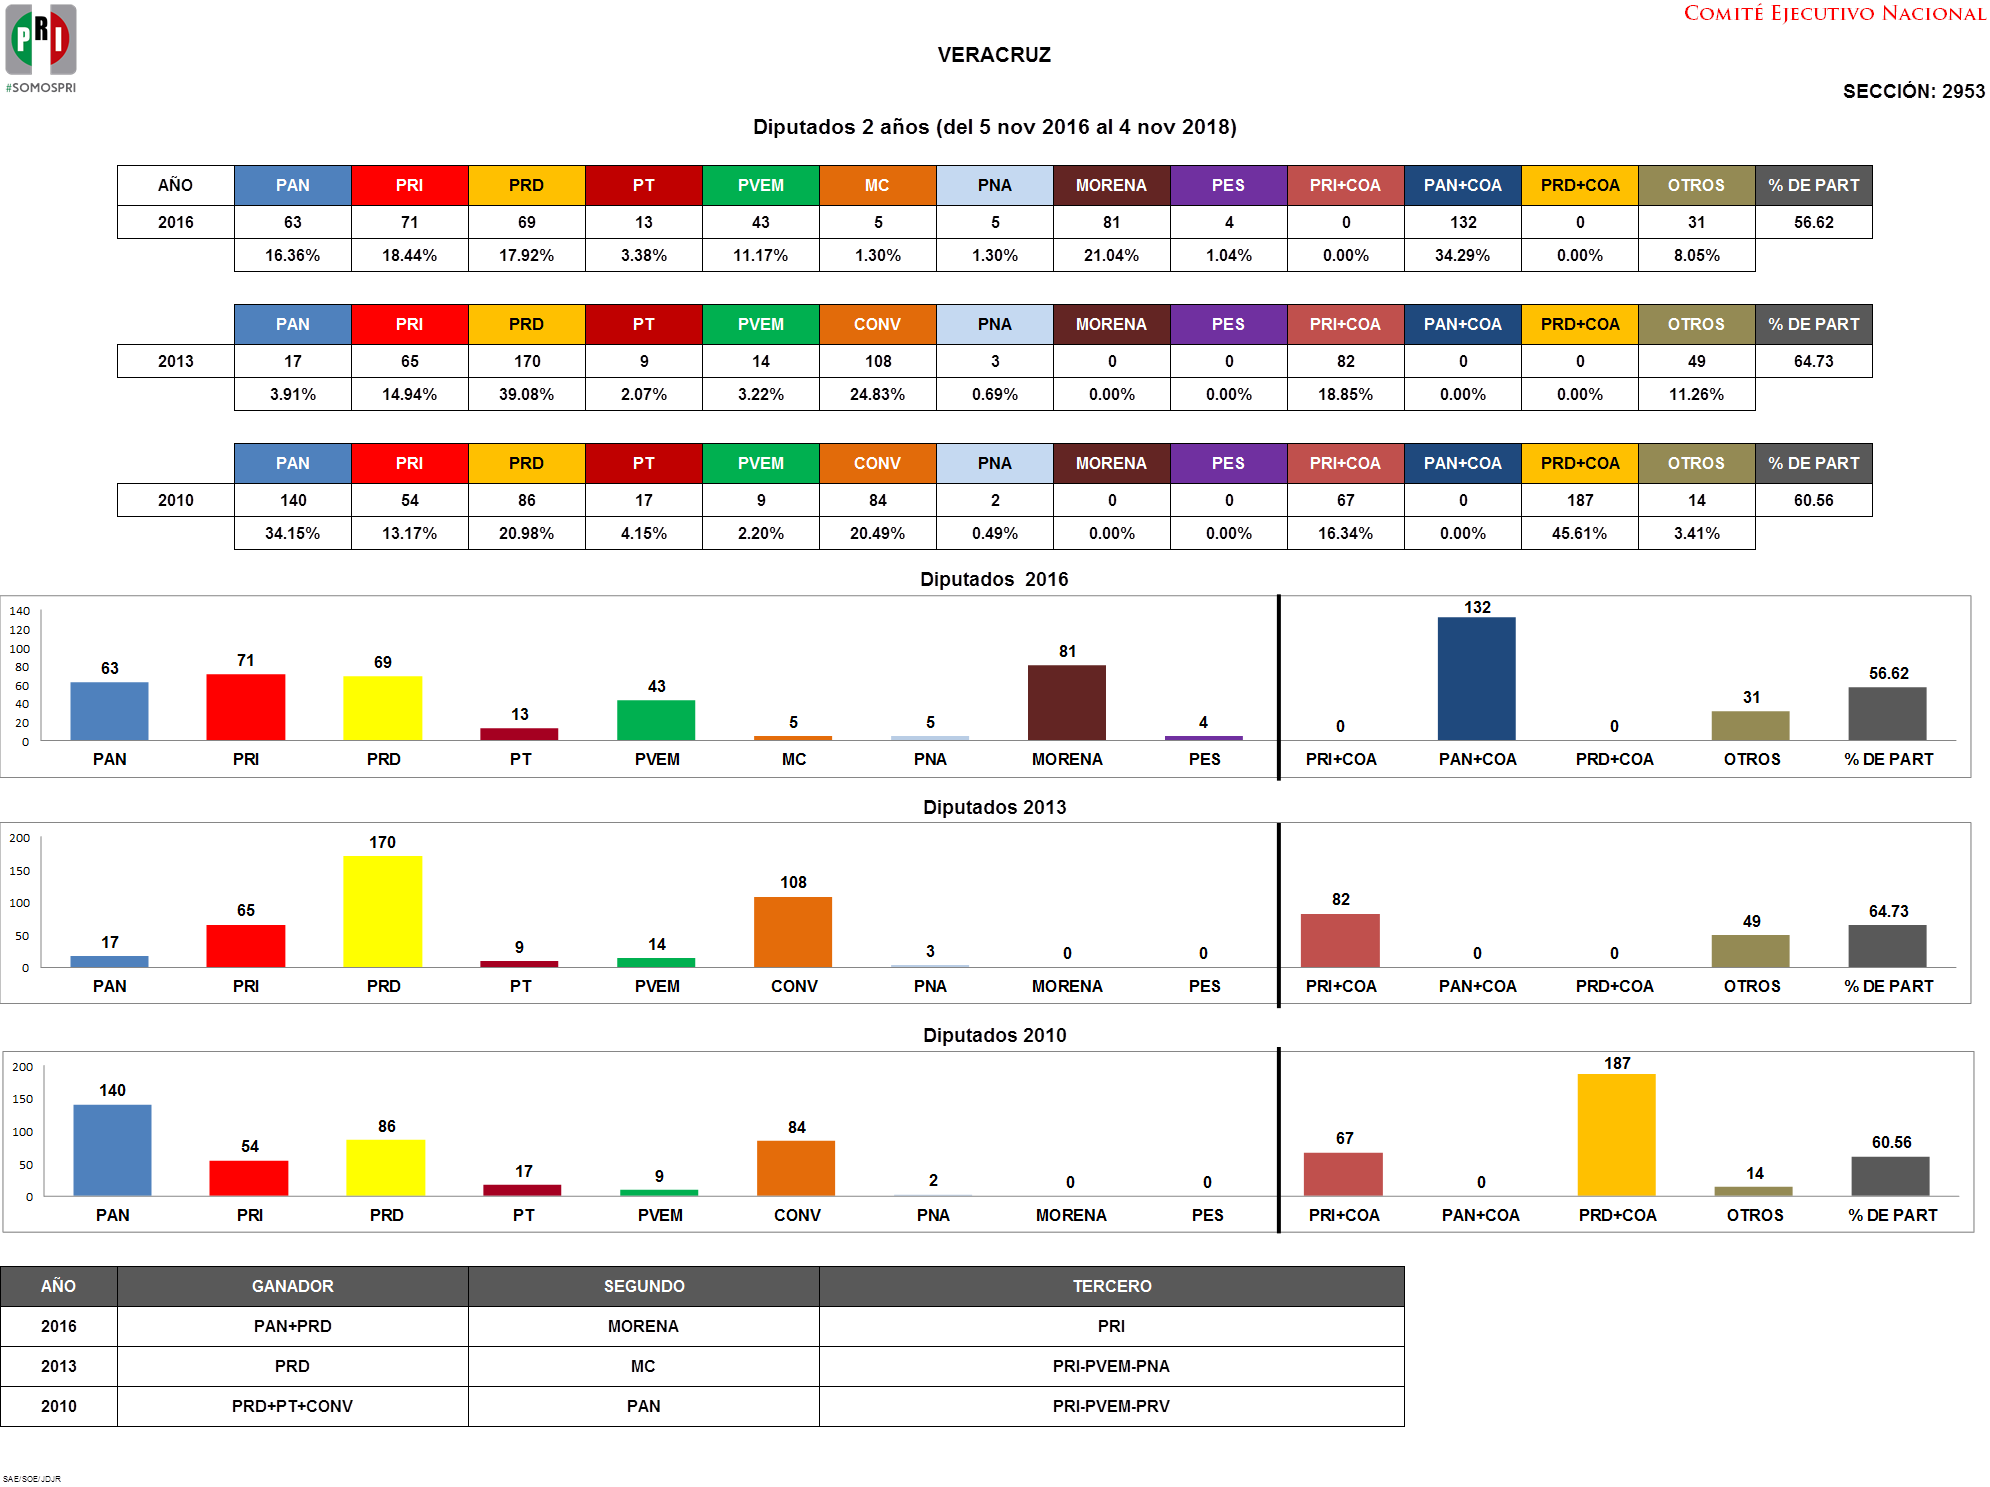 COMITÉ EJECUTIVO NACIONAL
PRI
#SOMOSPRI
VERACRUZ
SECCIÓN: 2953
Diputados 2 años (del 5 nov 2016 al 4 nov 2018)
AÑO PAN PRI PRD PT PVEM MC PNA MORENA PES PRI+COA PAN+COA PRD+COA OTROS % DE PART
2016 63 71 69 13 43 5 5 81 4 0 132 0 31 56.62
16.36% 18.44% 17.92% 3.38% 11.17% 1.30% 1.30% 21.04% 1.04% 0.00% 34.29% 0.00% 8.05%
PAN PRI PRD PT PVEM CONV PNA MORENA PES PRI+COA PAN+COA PRD+COA OTROS % DE PART
2013 17 65 170 9 14 108 3 0 0 82 0 0 49 64.73
3.91% 14.94% 39.08% 2.07% 3.22% 24.83% 0.69% 0.00% 0.00% 18.85% 0.00% 0.00% 11.26%
PAN PRI PRD PT PVEM CONV PNA MORENA PES PRI+COA PAN+COA PRD+COA OTROS % DE PART
2010 140 54 86 17 9 84 2 0 0 67 0 187 14 60.56
34.15% 13.17% 20.98% 4.15% 2.20% 20.49% 0.49% 0.00% 0.00% 16.34% 0.00% 45.61% 3.41%
Diputados 2016
140
120
100
80
60
40
20
0
63 71 69 13 43 5 5 81 4 0 132 0 31 56.62
PAN PRI PRD PT PVEM MC PNA MORENA PES PRI+COA PAN+COA PRD+COA OTROS % DE PART
Diputados 2013
200
150
100
50
0
17 65 170 9 14 108 3 0 0 82 0 0 49 64.73
PAN PRI PRD PT PVEM CONV PNA MORENA PES PRI+COA PAN+COA PRD+COA OTROS % DE PART
Diputados 2010
200
150
100
50
0
140 54 86 17 9 84 2 0 0 67 0 187 14 60.56
PAN PRI PRD PT PVEM CONV PNA MORENA PES PRI+COA PAN+COA PRD+COA OTROS % DE PART
AÑO GANADOR SEGUNDO TERCERO
2016 PAN+PRD MORENA PRI
2013 PRD MC PRI-PVEM-PNA
2010 PRD+PT+CONV PAN PRI-PVEM-PRV
SAE/SOE/JDJR